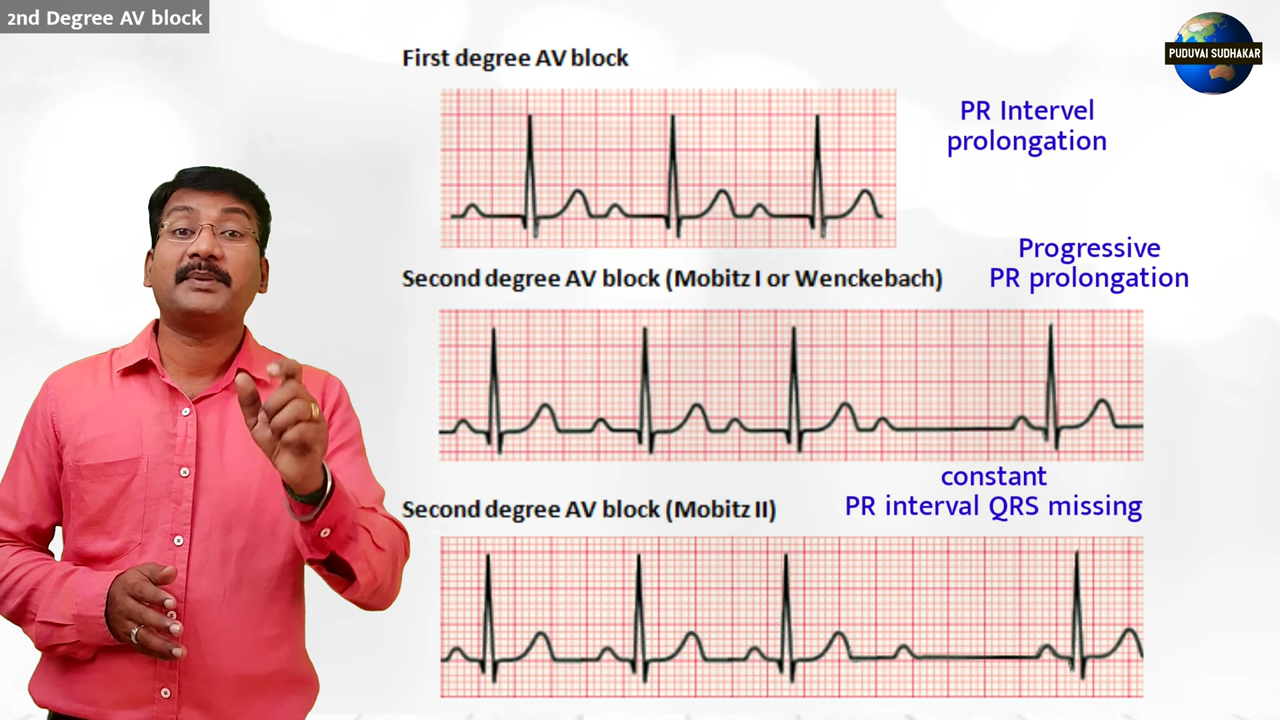 2nd Degree AV block
PUDUVAI SUDHAKAR
First degree AV block
PR Intervel
prolongation
Second degree AV block (Mobitz I or Wenckebach)
Progressive
PR prolongation
Second degree AV block (Mobitz II)
constant
PR interval QRS missing